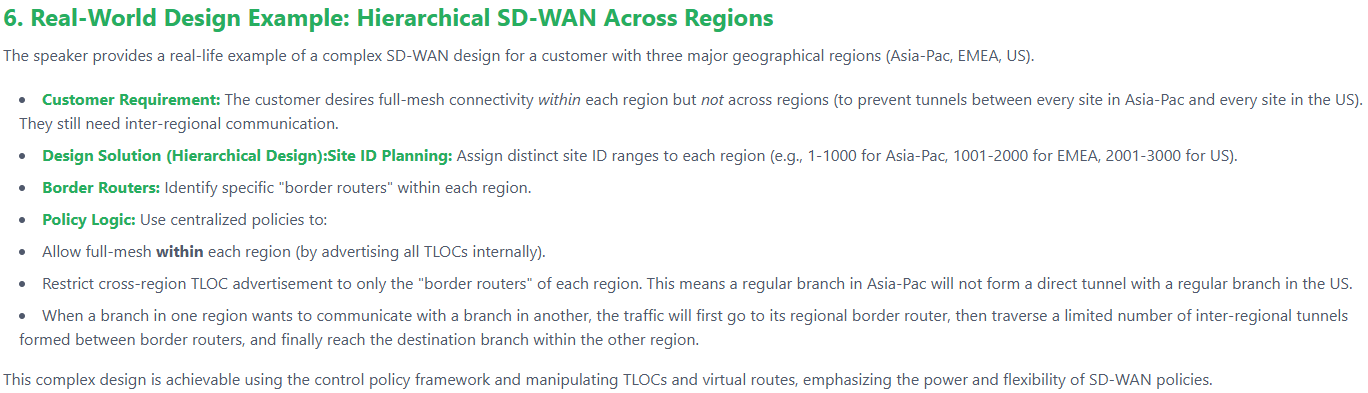 6. Real-World Design Example: Hierarchical SD-WAN Across Regions
The speaker provides a real-life example of a complex SD-WAN design for a customer with three major geographical regions (Asia-Pac, EMEA, US).
• Customer Requirement: The customer desires full-mesh connectivity within each region but not across regions (to prevent tunnels between every site in Asia-Pac and every site in the US).
They still need inter-regional communication.
• Design Solution (Hierarchical Design):Site ID Planning: Assign distinct site ID ranges to each region (e.g., 1-1000 for Asia-Pac, 1001-2000 for EMEA, 2001-3000 for US).
• Border Routers: Identify specific "border routers" within each region.
• Policy Logic: Use centralized policies to:
• Allow full-mesh within each region (by advertising all TLOCs internally).
• Restrict cross-region TLOC advertisement to only the "border routers" of each region. This means a regular branch in Asia-Pac will not form a direct tunnel with a regular branch in the US.
• When a branch in one region wants to communicate with a branch in another, the traffic will first go to its regional border router, then traverse a limited number of inter-regional tunnels
formed between border routers, and finally reach the destination branch within the other region.
This complex design is achievable using the control policy framework and manipulating TLOCs and virtual routes, emphasizing the power and flexibility of SD-WAN policies.